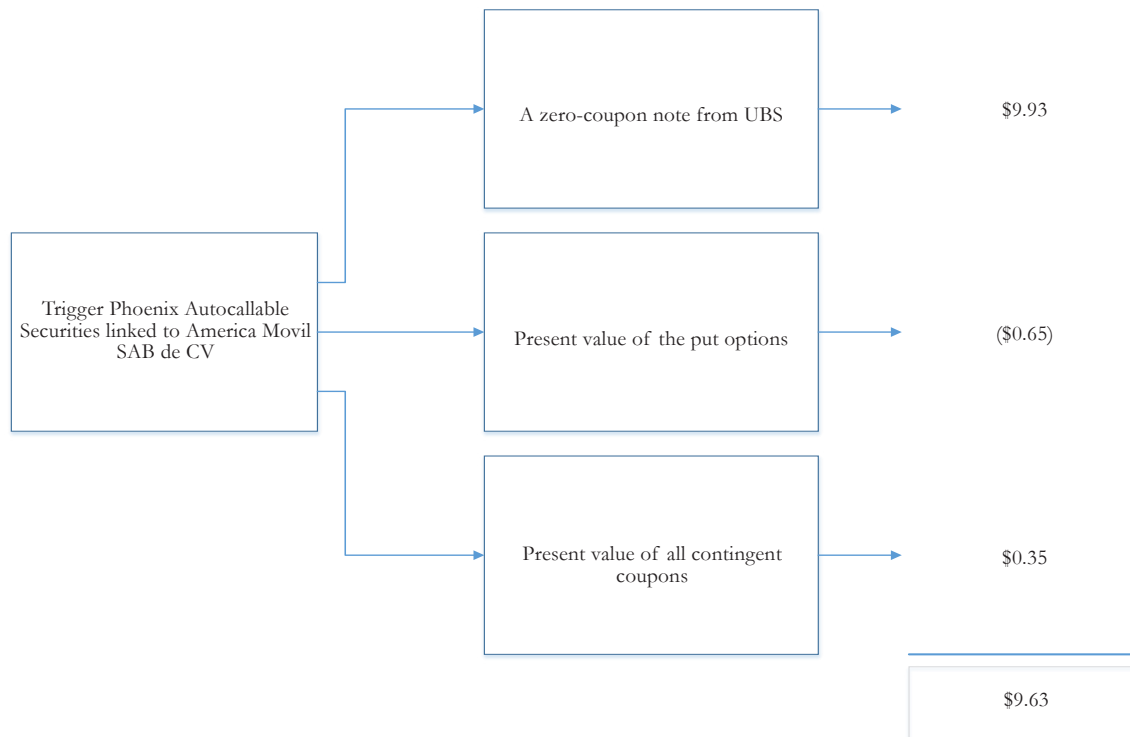 A zero-coupon note from UBS
$9.93
Trigger Phoenix Autocallable
Securities linked to America Movil
SAB de CV
Present value of the put options
($0.65)
Present value of all contingent
coupons
$0.35
$9.63